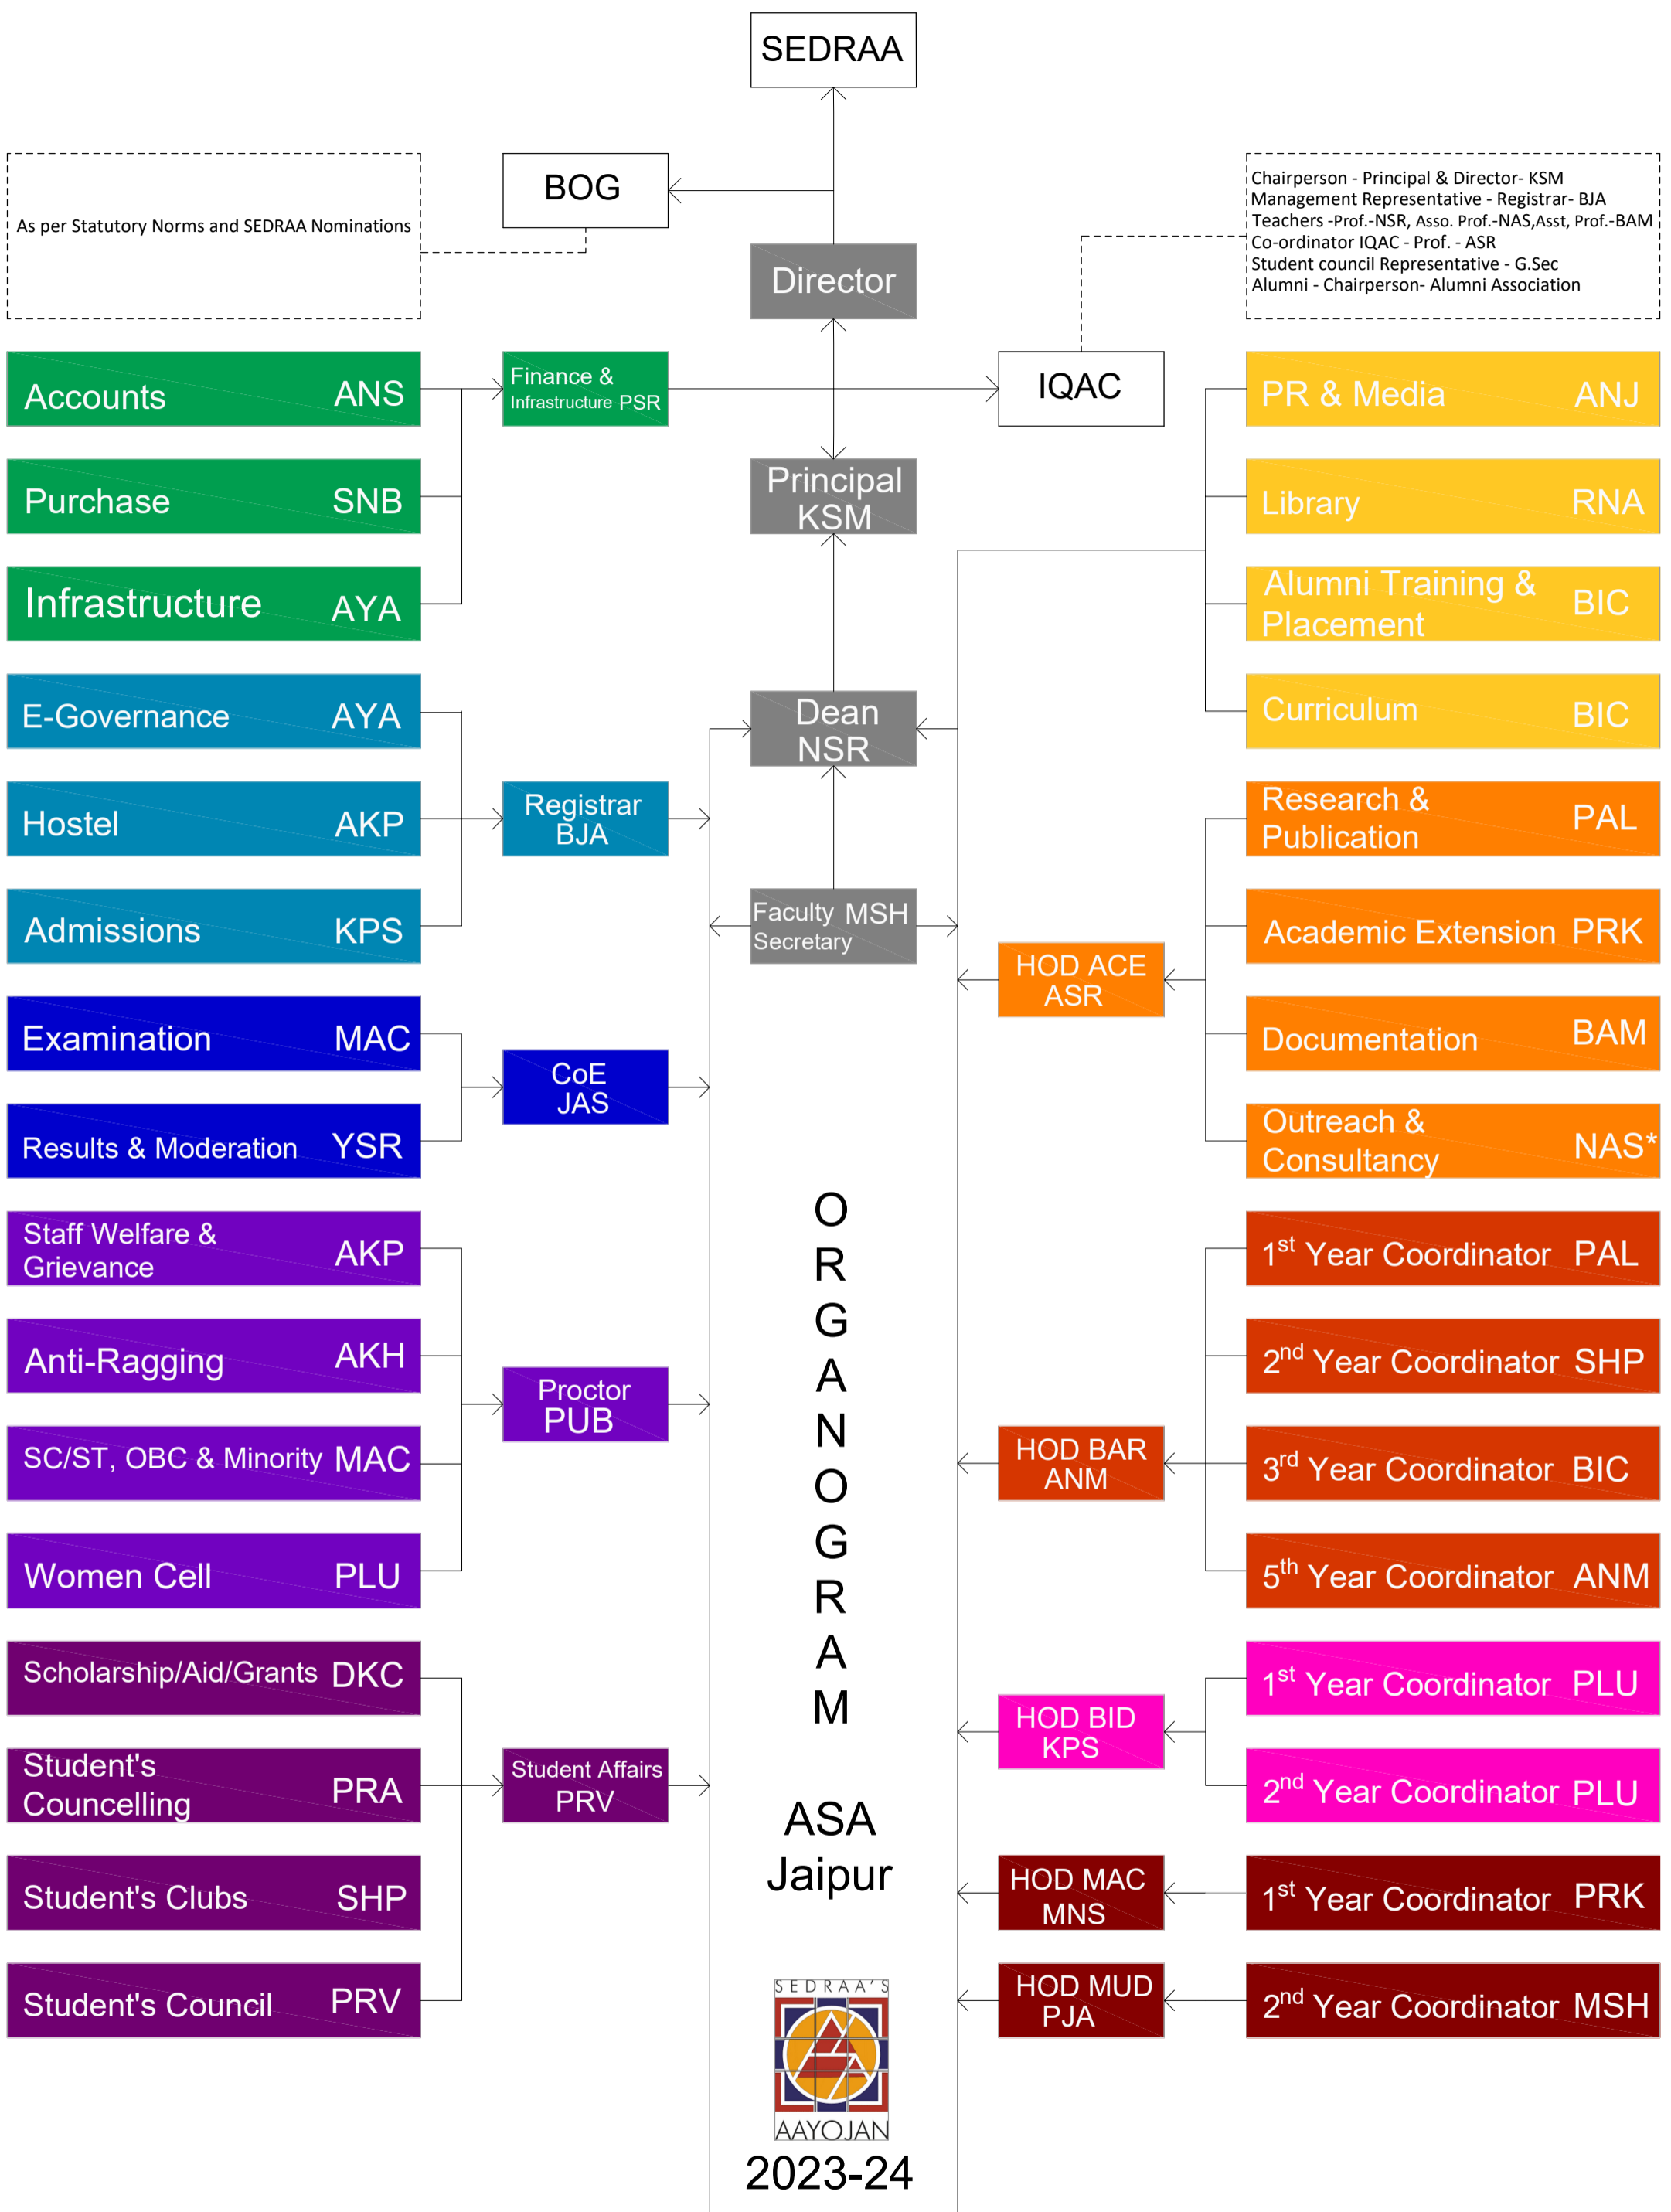 SEDRAA
BOG
As per Statutory Norms and SEDRAA Nominations
Chairperson - Principal & Director- KSM
Management Representative - Registrar- BJA
Teachers -Prof.-NSR, Asso. Prof.-NAS,Asst, Prof.-BAM
Co-ordinator IQAC - Prof. - ASR
Student council Representative - G.Sec
Alumni - Chairperson- Alumni Association
Director
Accounts ANS
Finance &
Infrastructure PSR
IQAC
PR & Media ANJ
Purchase SNB
Principal
KSM
Library RNA
Infrastructure AYA
Alumni Training &
Placement BIC
E-Governance AYA
Dean
NSR
Curriculum BIC
Hostel AKP
Registrar
BJA
Research &
Publication PAL
Admissions KPS
Faculty MSH
Secretary
Academic Extension PRK
HOD ACE
ASR
Examination MAC
CoE
JAS
Documentation BAM
Results & Moderation YSR
Outreach &
Consultancy NAS*
Staff Welfare &
Grievance AKP
1st Year Coordinator PAL
Anti-Ragging AKH
Proctor
PUB
2nd Year Coordinator SHP
SC/ST, OBC & Minority MAC
HOD BAR
ANM
3rd Year Coordinator BIC
Women Cell PLU
5th Year Coordinator ANM
Scholarship/Aid/Grants DKC
HOD BID
KPS
1st Year Coordinator PLU
Student's
Councelling PRA
Student Affairs
PRV
2nd Year Coordinator PLU
Student's Clubs SHP
HOD MAC
MNS
1st Year Coordinator PRK
Student's Council PRV
HOD MUD
PJA
2nd Year Coordinator MSH
O
R
G
A
N
O
G
R
A
M
ASA
Jaipur
SEDRAA'S
AAYOJAN
2023-24